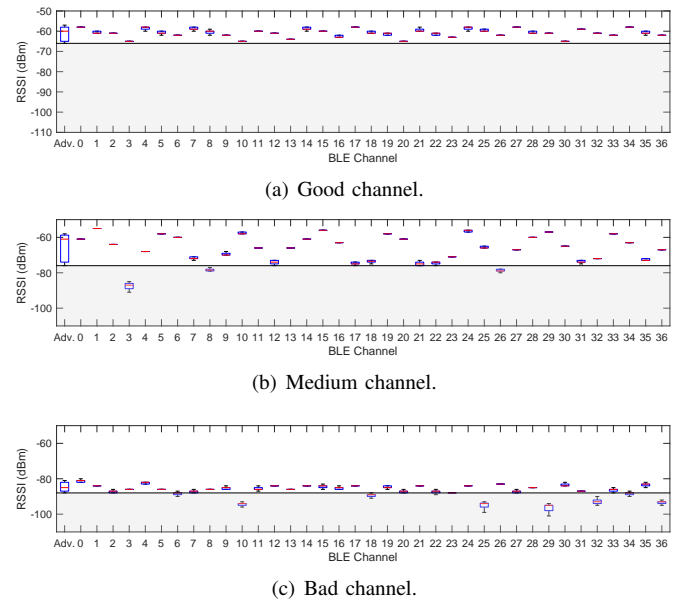 -50
-60
-70
-80
-90
-100
-110
RSSI (dBm)
Adv. 0 1 2 3 4 5 6 7 8 9 10 11 12 13 14 15 16 17 18 19 20 21 22 23 24 25 26 27 28 29 30 31 32 33 34 35 36
BLE Channel
(a) Good channel.
-60
-80
-100
RSSI (dBm)
Adv. 0 1 2 3 4 5 6 7 8 9 10 11 12 13 14 15 16 17 18 19 20 21 22 23 24 25 26 27 28 29 30 31 32 33 34 35 36
BLE Channel
(b) Medium channel.
-60
-80
-100
RSSI (dBm)
Adv. 0 1 2 3 4 5 6 7 8 9 10 11 12 13 14 15 16 17 18 19 20 21 22 23 24 25 26 27 28 29 30 31 32 33 34 35 36
BLE Channel
(c) Bad channel.